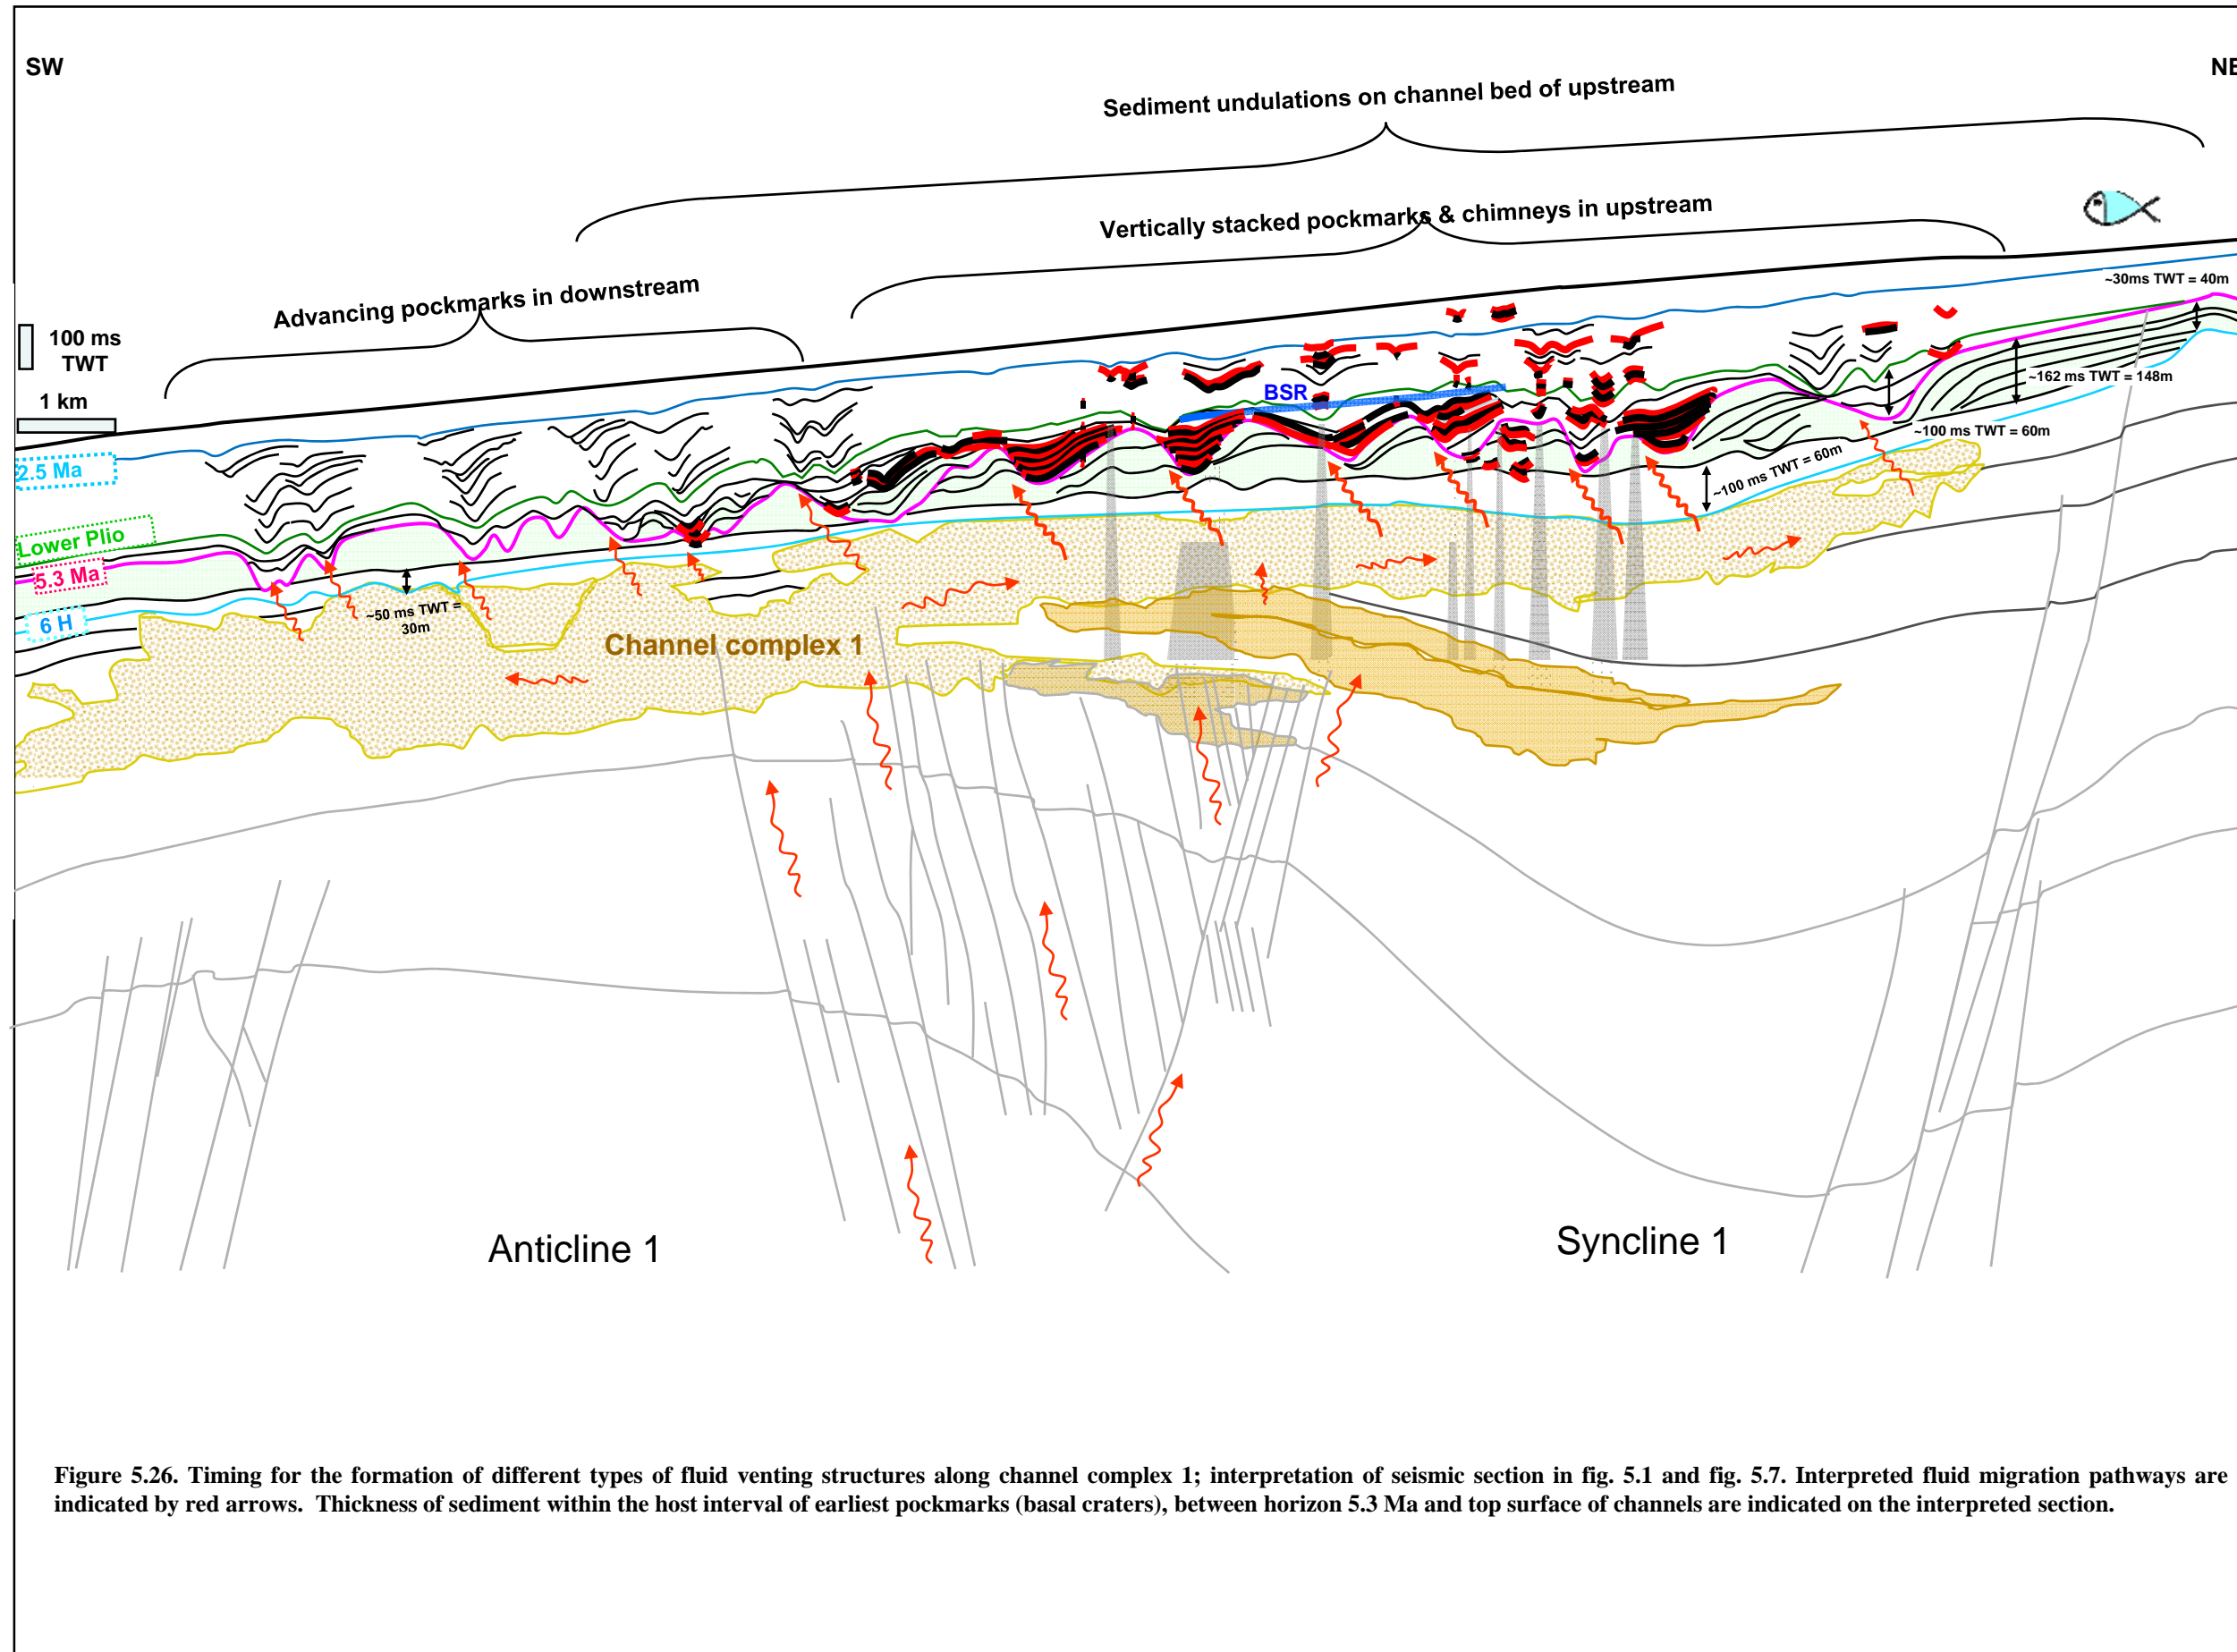 SW
NE
Sediment undulations on channel bed of upstream
Vertically stacked pockmarks & chimneys in upstream
Advancing pockmarks in downstream
~30ms TWT = 40m
100 ms
TWT
1 km
BSR
~162 ms TWT = 148m
~100 ms TWT = 60m
~100 ms TWT = 60m
2.5 Ma
Lower Plio
5.3 Ma
6 H
~50 ms TWT =
30m
Channel complex 1
Anticline 1
Syncline 1
Figure 5.26. Timing for the formation of different types of fluid venting structures along channel complex 1; interpretation of seismic section in fig. 5.1 and fig. 5.7. Interpreted fluid migration pathways are
indicated by red arrows. Thickness of sediment within the host interval of earliest pockmarks (basal craters), between horizon 5.3 Ma and top surface of channels are indicated on the interpreted section.